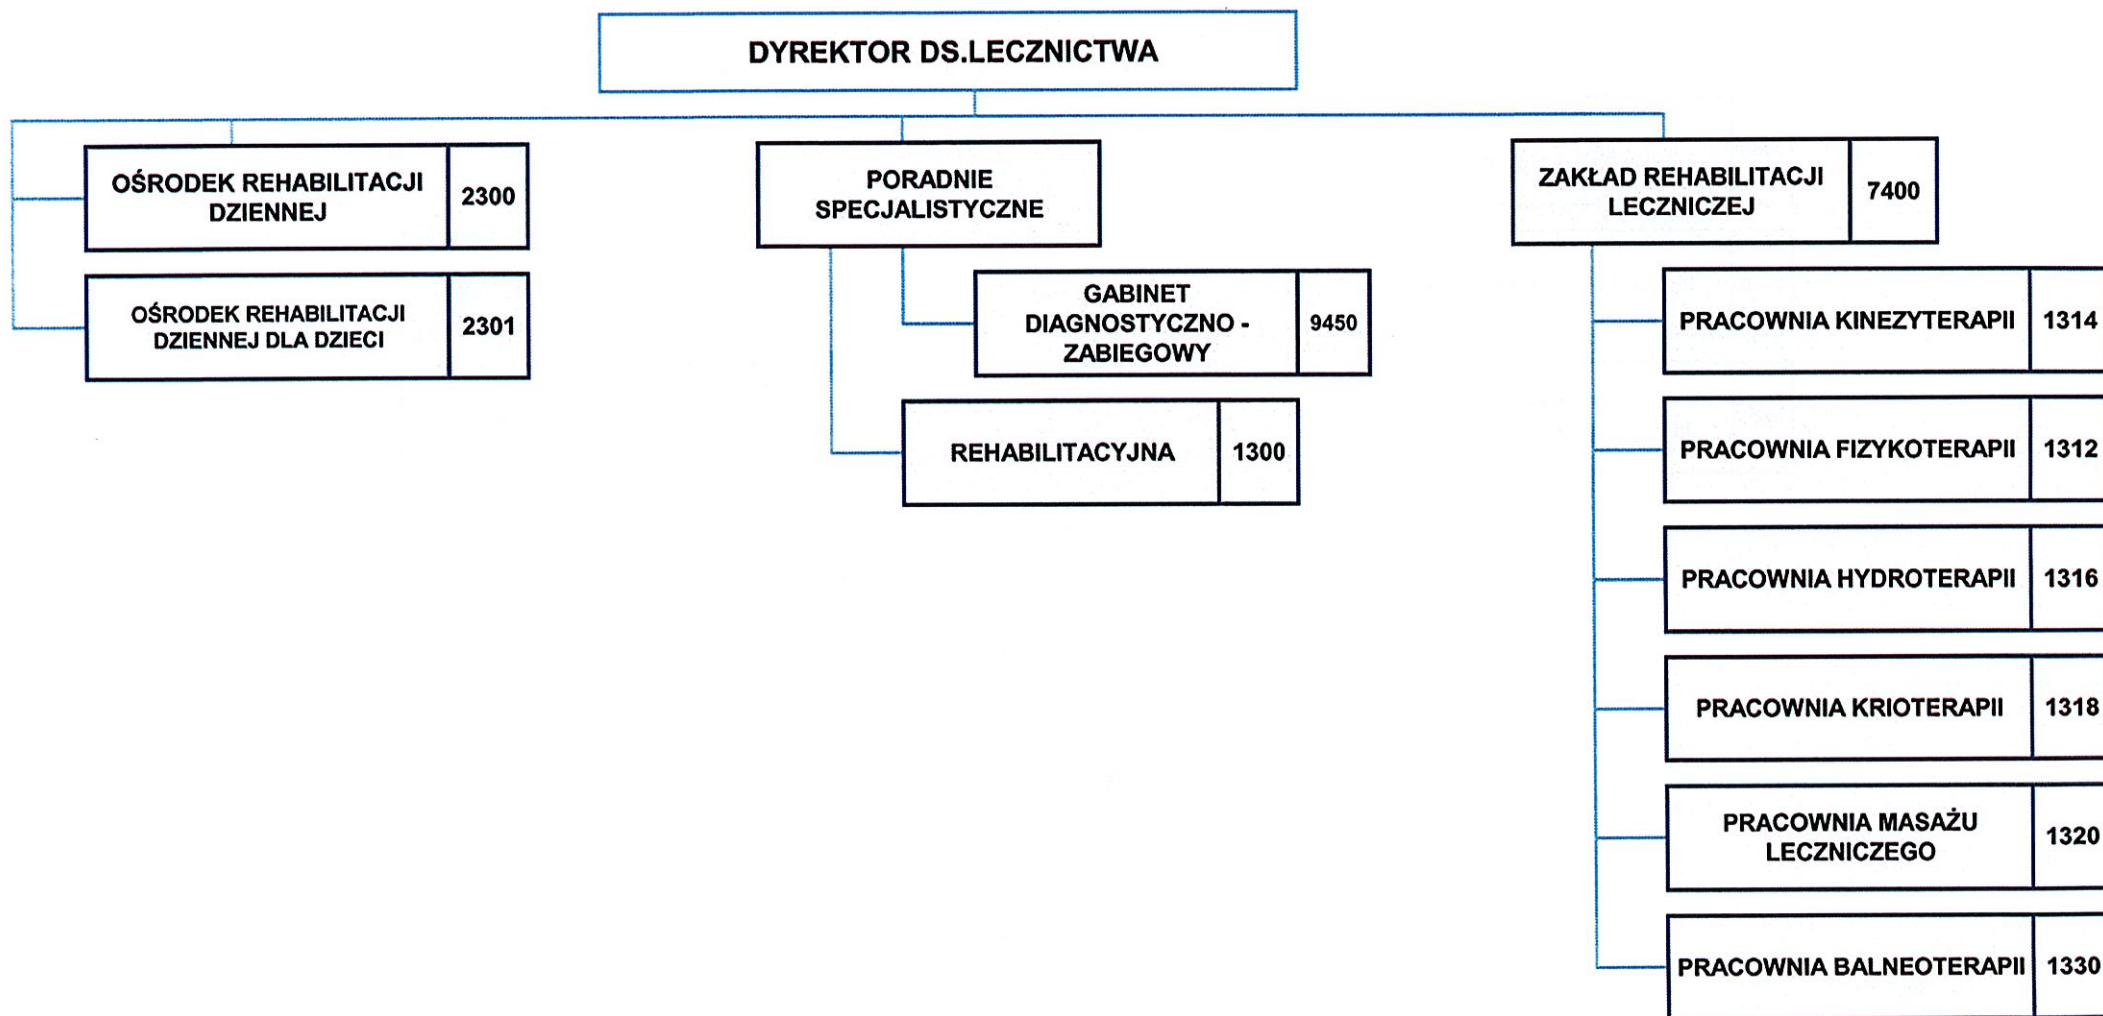 DYREKTOR DS.LECZNICTWA
OŚRODEK REHABILITACJI
DZIENNEJ
2300
OŚRODEK REHABILITACJI
DZIENNEJ DLA DZIECI
2301
PORADNIE
SPECJALISTYCZNE
GABINET
DIAGNOSTYCZNO -
ZABIEGOWY
9450
REHABILITACYJNA
1300
ZAKŁAD REHABILITACJI
LECZNICZEJ
7400
PRACOWNIA KINEZYTERAPII
1314
PRACOWNIA FIZYKOTERAPII
1312
PRACOWNIA HYDROTERAPII
1316
PRACOWNIA KRIOTERAPII
1318
PRACOWNIA MASAŻU
LECZNICZEGO
1320
PRACOWNIA BALNEOTERAPII
1330